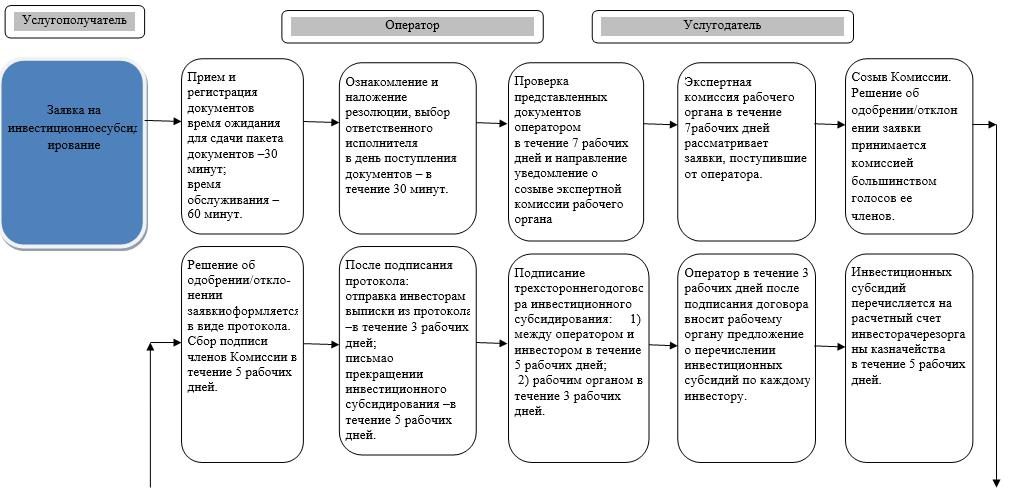 Услугополучатель
Оператор
Услугодатель
Заявка на
инвестиционноесубсид
ирование
Прием и
регистрация
документов
время ожидания
для сдачи пакета
документов –30
минут;
время
обслуживания –
60 минут.
Ознакомление и
наложение
резолюции, выбор
ответственного
исполнителя
в день поступления
документов – в
течение 30 минут.
Проверка
представленных
документов
оператором
в течение 7 рабочих
дней и направление
уведомление о
созыве экспертной
комиссии рабочего
органа
Экспертная
комиссия рабочего
органа в течение
7рабочих дней
рассматривает
заявки, поступившие
от оператора.
Созыв Комиссии.
Решение об
одобрении/отклон
ении заявки
принимается
комиссией
большинством
голосов ее
членов.
Решение об
одобрении/откло-
нении
заявкиоформляется
в виде протокола.
Сбор подписи
членов Комиссии в
течение 5 рабочих
дней.
После подписания
протокола:
отправка инвесторам
выписки из протокола
–в течение 3 рабочих
дней;
письмао
прекращении
инвестиционного
субсидирования –в
течение 5 рабочих
дней.
Подписание
трехстороннегодогово
ра инвестиционного
субсидирования: 1)
между оператором и
инвестором в течение
5 рабочих дней;
2) рабочим органом в
течение 3 рабочих
дней.
Оператор в течение 3
рабочих дней после
подписания договора
вносит рабочему
органу предложение
о перечислении
инвестиционных
субсидий по каждому
инвестору.
Инвестиционных
субсидий
перечисляется на
расчетный счет
инвесторачерезорга
ны казначейства
в течение 5 рабочих
дней.